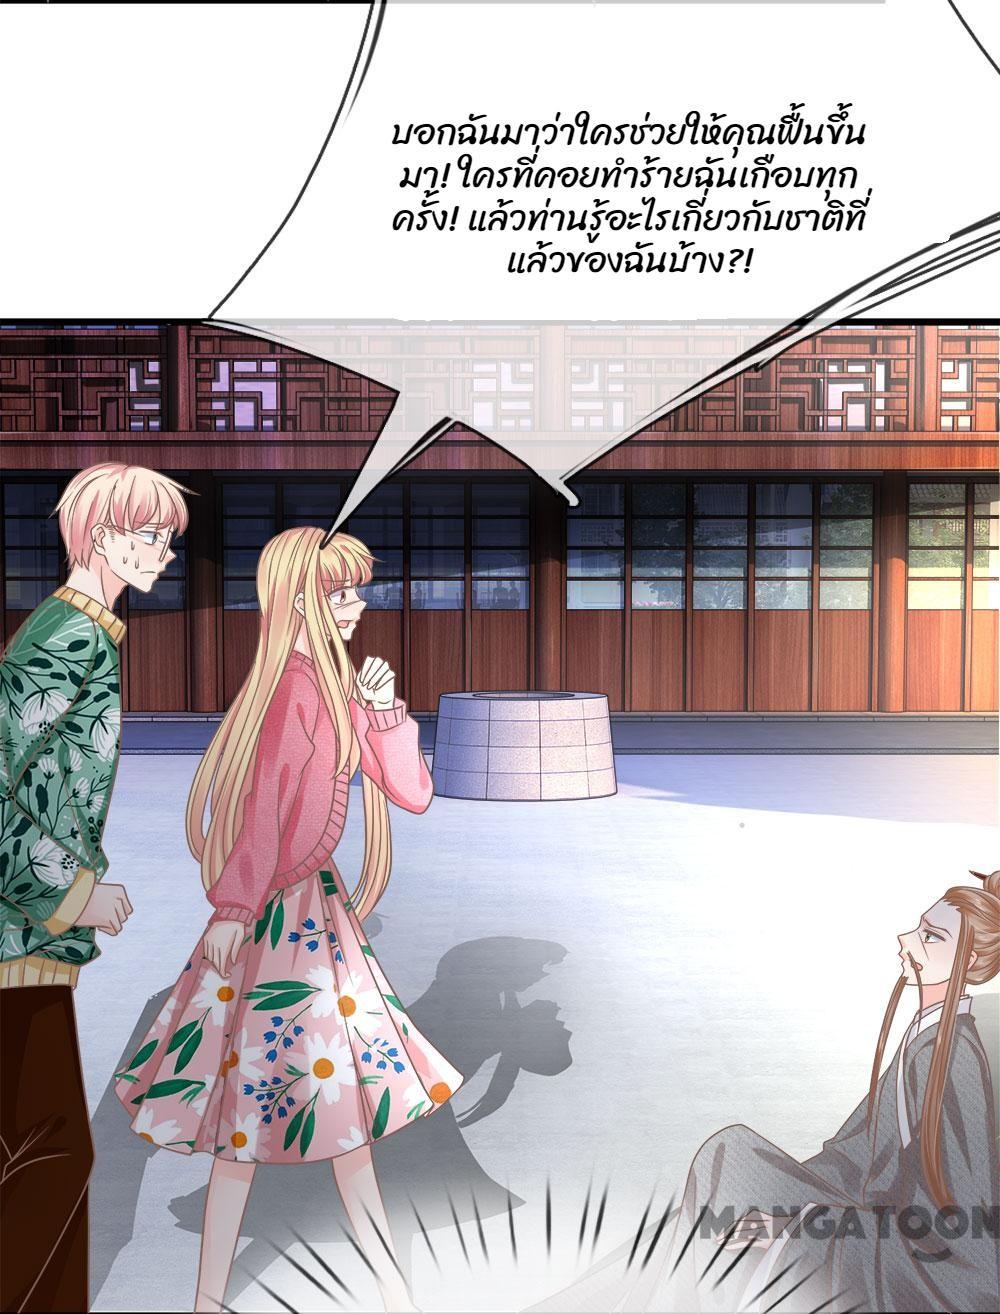 บอกฉันมาว่าใครช่วยให้คุณฟื้นขึ้น
มา! ใครที่คอยทำร้ายฉันเกือบทุก
ครั้ง! แล้วท่านรู้อะไรเกี่ยวกับชาติที่
แล้วของฉันบ้าง?!
MANGATOON